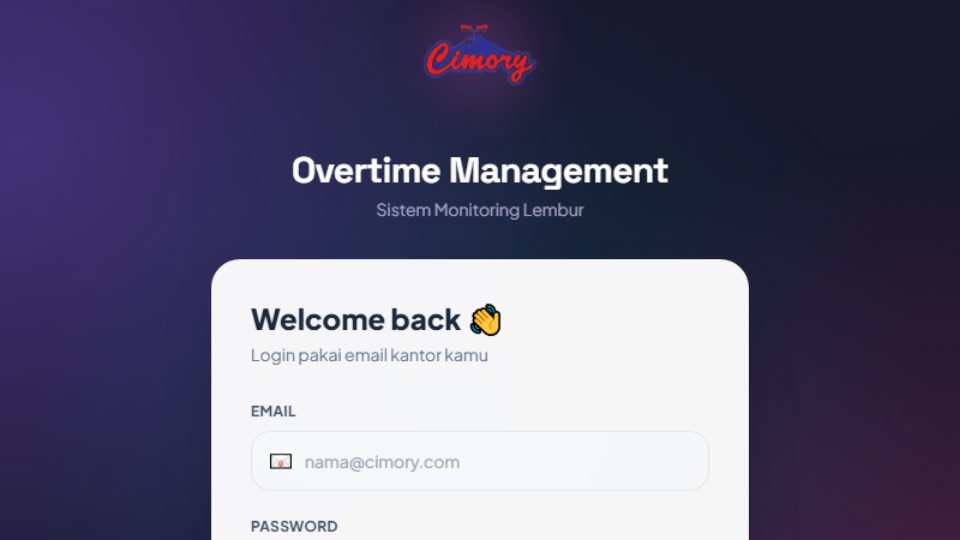 Cimory
Overtime Management
Sistem Monitoring Lembur
Welcome back 👋
Login pakai email kantor kamu
EMAIL
nama@cimory.com
PASSWORD